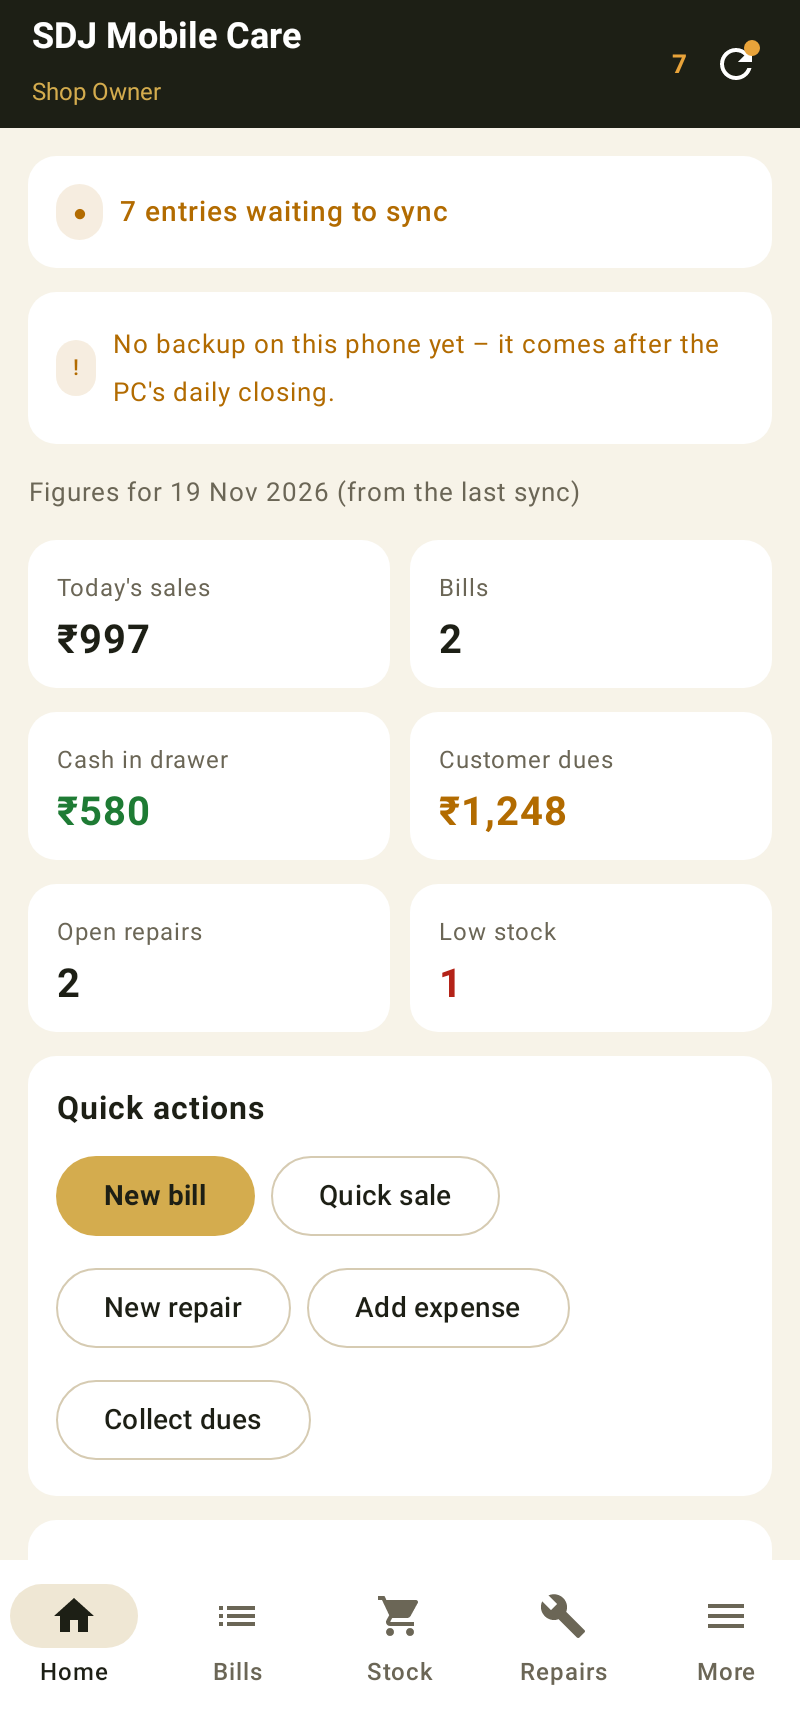 SDJ Mobile Care
Shop Owner
7
7 entries waiting to sync
!
No backup on this phone yet – it comes after the
PC's daily closing.
Figures for 19 Nov 2026 (from the last sync)
Today's sales
₹997
Bills
2
Cash in drawer
₹580
Customer dues
₹1,248
Open repairs
2
Low stock
1
Quick actions
New bill
Quick sale
New repair
Add expense
Collect dues
Home
Bills
Stock
Repairs
More